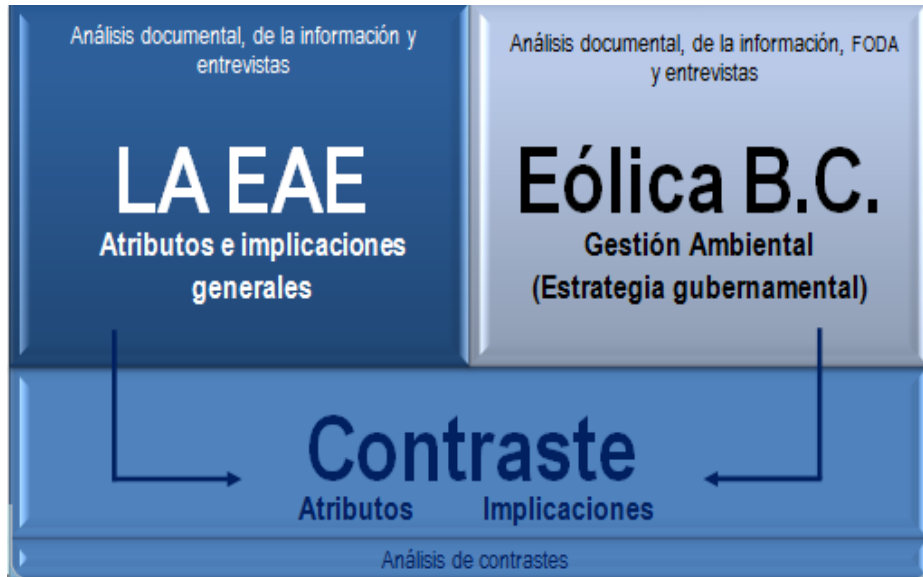 Análisis documental, de la información y
entrevistas
LA EAE
Atributos e implicaciones
generales
Análisis documental, de la información, FODA
y entrevistas
Eólica B.C.
Gestión Ambiental
(Estrategia gubernamental)
Contraste
Atributos Implicaciones
Análisis de contrastes